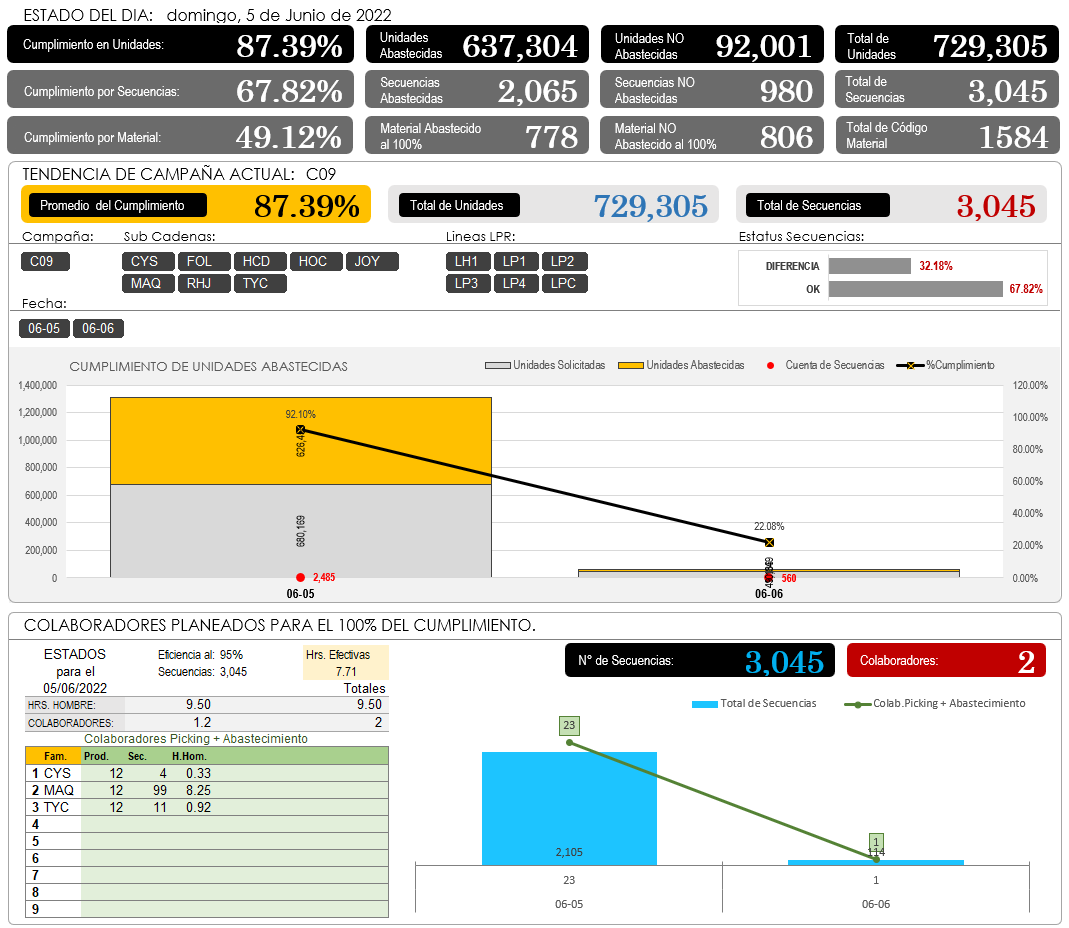 ESTADO DEL DIA: domingo, 5 de Junio de 2022
Cumplimiento en Unidades: 87.39%
Unidades Abastecidas 637,304
Unidades NO Abastecidas 92,001
Total de Unidades 729,305
Cumplimiento por Secuencias: 67.82%
Secuencias Abastecidas 2,065
Secuencias NO Abastecidas 980
Total de Secuencias 3,045
Cumplimiento por Material: 49.12%
Material Abastecido al 100% 778
Material NO Abastecido al 100% 806
Total de Código Material 1584
TENDENCIA DE CAMPAÑA ACTUAL: C09
Promedio del Cumplimiento 87.39%
Total de Unidades 729,305
Total de Secuencias 3,045
Campaña: Sub Cadenas: Lineas LPR: Estatus Secuencias:
C09 CYS FOL HCD HOC JOY LH1 LP1 LP2
MAQ RHJ TYC LP3 LP4 LPC
DIFERENCIA 32.18%
OK 67.82%
Fecha:
06-05 06-06
CUMPLIMIENTO DE UNIDADES ABASTECIDAS
Unidades Solicitadas Unidades Abastecidas Cuenta de Secuencias %Cumplimiento
1,400,000 120.00%
1,200,000 100.00%
1,000,000 80.00%
800,000 60.00%
600,000 40.00%
400,000 20.00%
200,000 0.00%
0
92.10%
680,169
2,485
22.08%
560
06-05 06-06
COLABORADORES PLANEADOS PARA EL 100% DEL CUMPLIMIENTO.
ESTADOS
para el
05/06/2022
Eficiencia al: 95%
Secuencias: 3,045
Hrs. Efectivas
7.71
Totales
HRS. HOMBRE: 9.50 9.50
COLABORADORES: 1.2 2
Colaboradores Picking + Abastecimiento
Fam. Prod. Sec. H.Hom.
1 CYS 12 4 0.33
2 MAQ 12 99 8.25
3 TYC 12 11 0.92
4
5
6
7
8
9
N° de Secuencias: 3,045
Colaboradores: 2
Total de Secuencias Colab.Picking + Abastecimiento
23
2,105
1
114
23 1
06-05 06-06